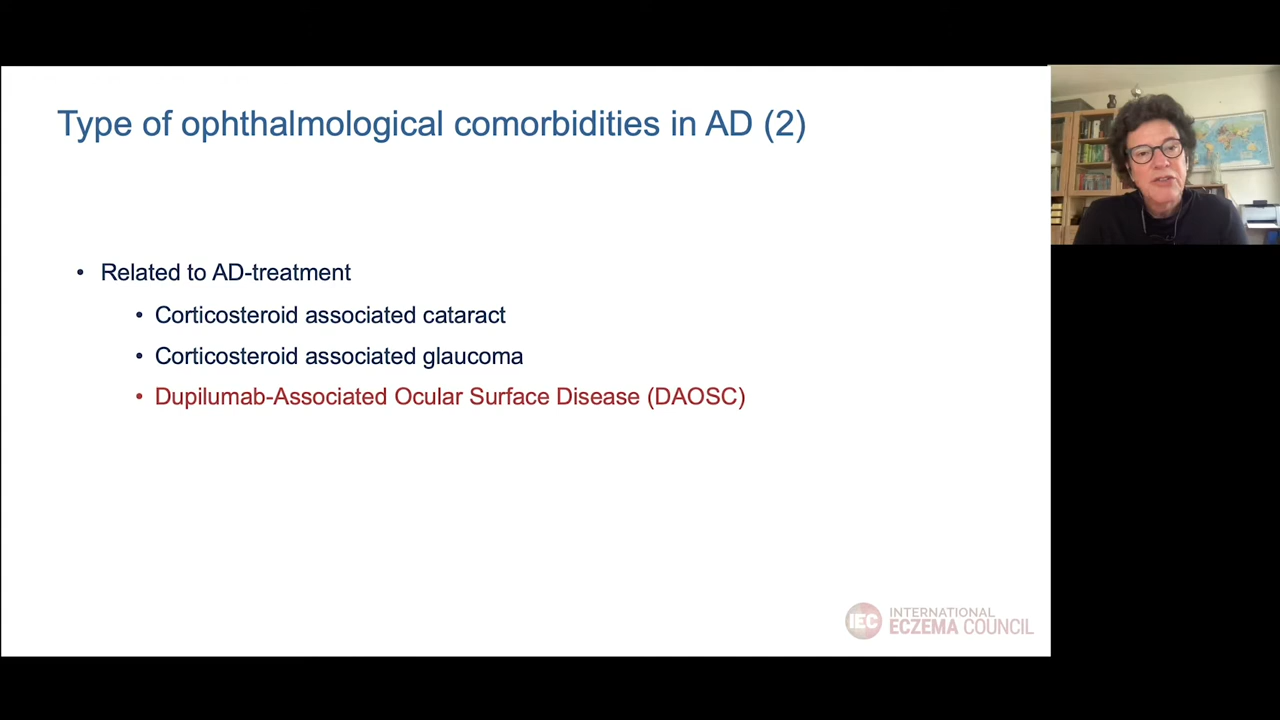 Type of ophthalmological comorbidities in AD (2)
• Related to AD-treatment
• Corticosteroid associated cataract
• Corticosteroid associated glaucoma
• Dupilumab-Associated Ocular Surface Disease (DAOSC)
IEC
INTERNATIONAL
ECZEMA COUNCIL